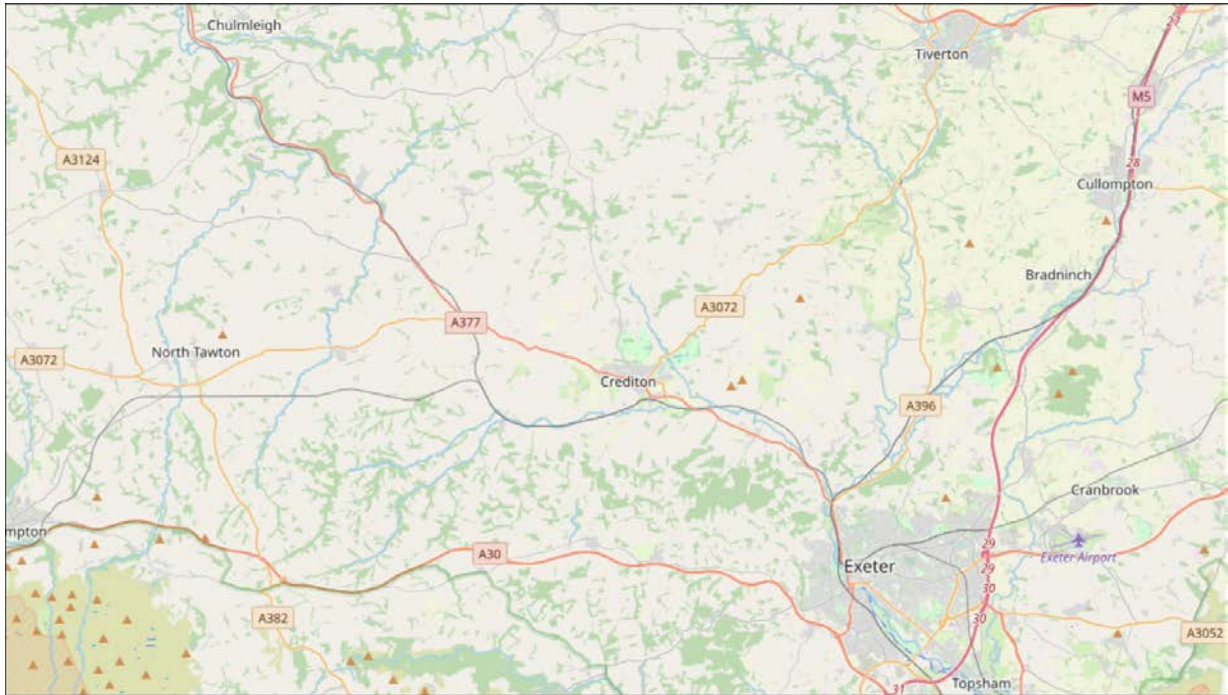 Chulmleigh
Tiverton
25
M5
A3124
28
Cullompton
Bradninch
A3072
A377
North Tawton
A3072
Crediton
A396
Cranbrook
mpton
29
Exeter Airport
A30
Exeter
29
30
30
A382
A3052
Topsham
31